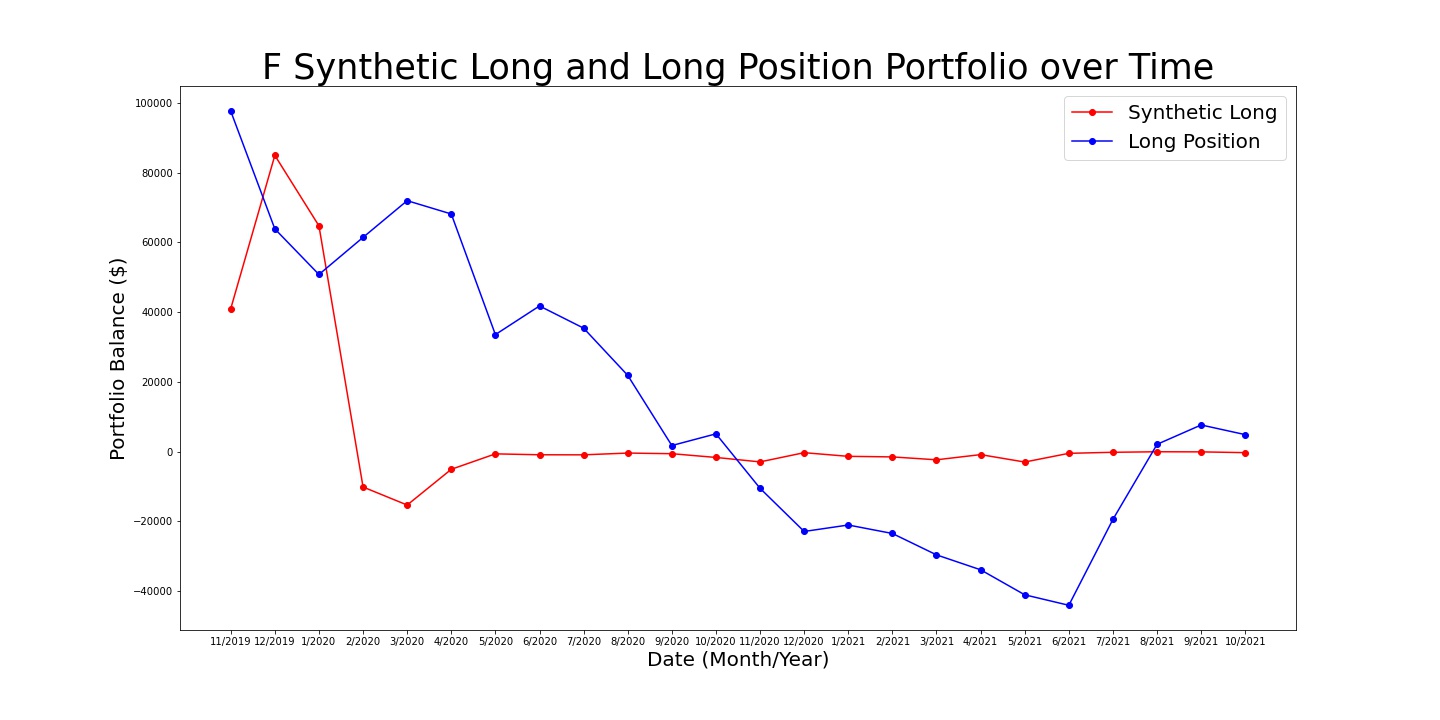 F Synthetic Long and Long Position Portfolio over Time
Synthetic Long
Long Position
Portfolio Balance ($)
100000
80000
60000
40000
20000
0
−20000
−40000
11/2019 12/2019 1/2020 2/2020 3/2020 4/2020 5/2020 6/2020 7/2020 8/2020 9/2020 10/2020 11/2020 12/2020 1/2021 2/2021 3/2021 4/2021 5/2021 6/2021 7/2021 8/2021 9/2021 10/2021
Date (Month/Year)